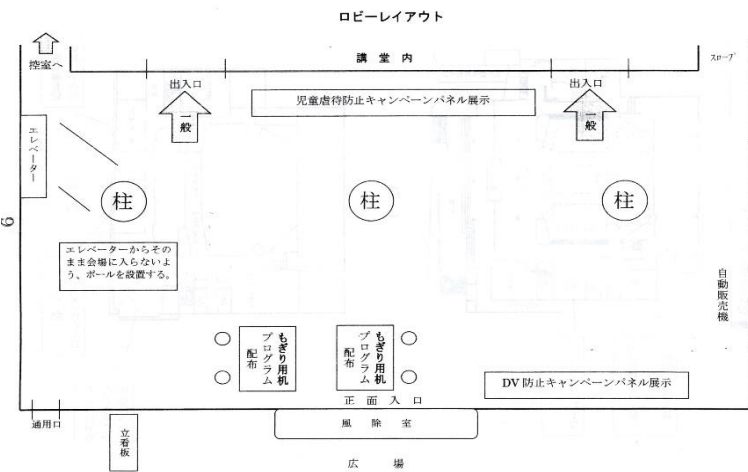 ロビーレイアウト
控室へ
講堂内
スロープ
出入口
出入口
児童虐待防止キャンペーンパネル展示
一般
一般
エレベーター
柱
柱
柱
6
エレベーターからその
まま会場に入らないよ
う、ポールを設置する。
自動販売機
もぎり用机
プログラム
配布
もぎり用机
プログラム
配布
DV防止キャンペーンパネル展示
正面入口
通用口
立看板
風除室
広場